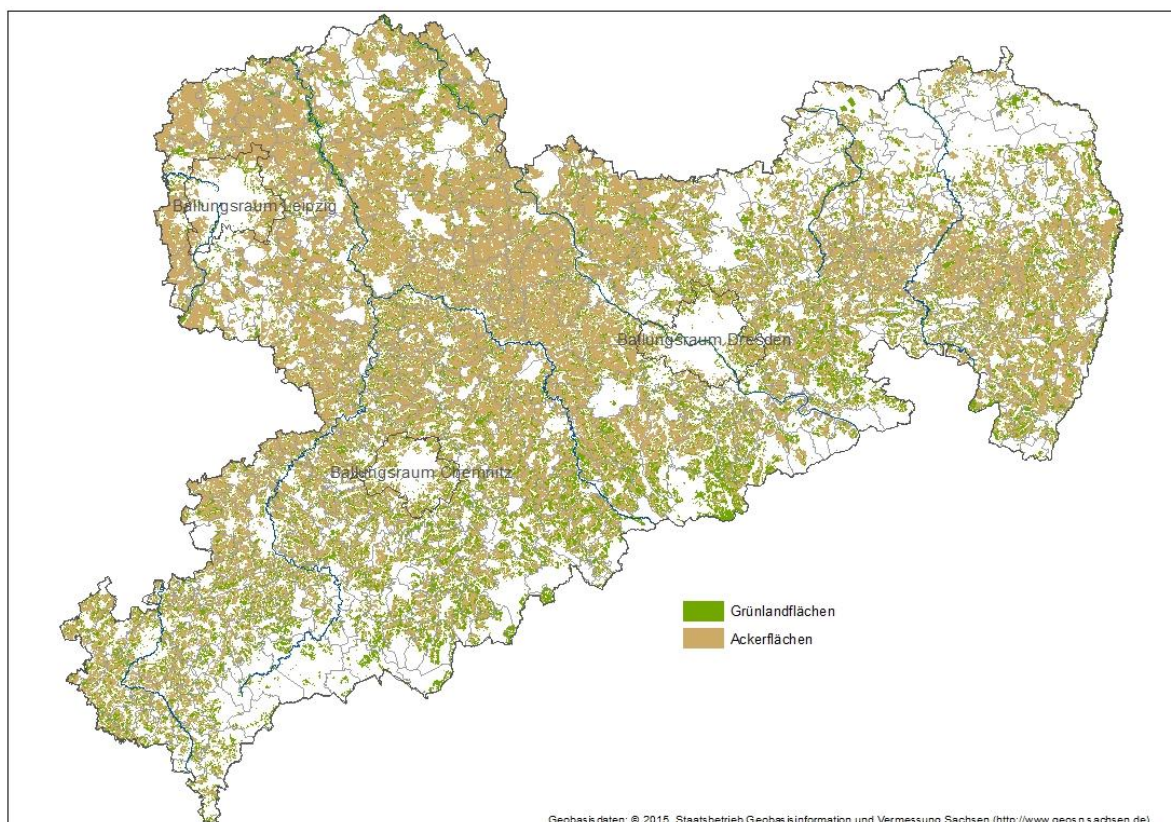 Ballungsraum Leipzig
Ballungsraum Dresden
Ballungsraum Chemnitz
Grünlandflächen
Ackerflächen
Geobasisdaten: © 2015, Staatsbetrieb Geobasisinformation und Vermessung Sachsen (http://www.geosn.sachsen.de)